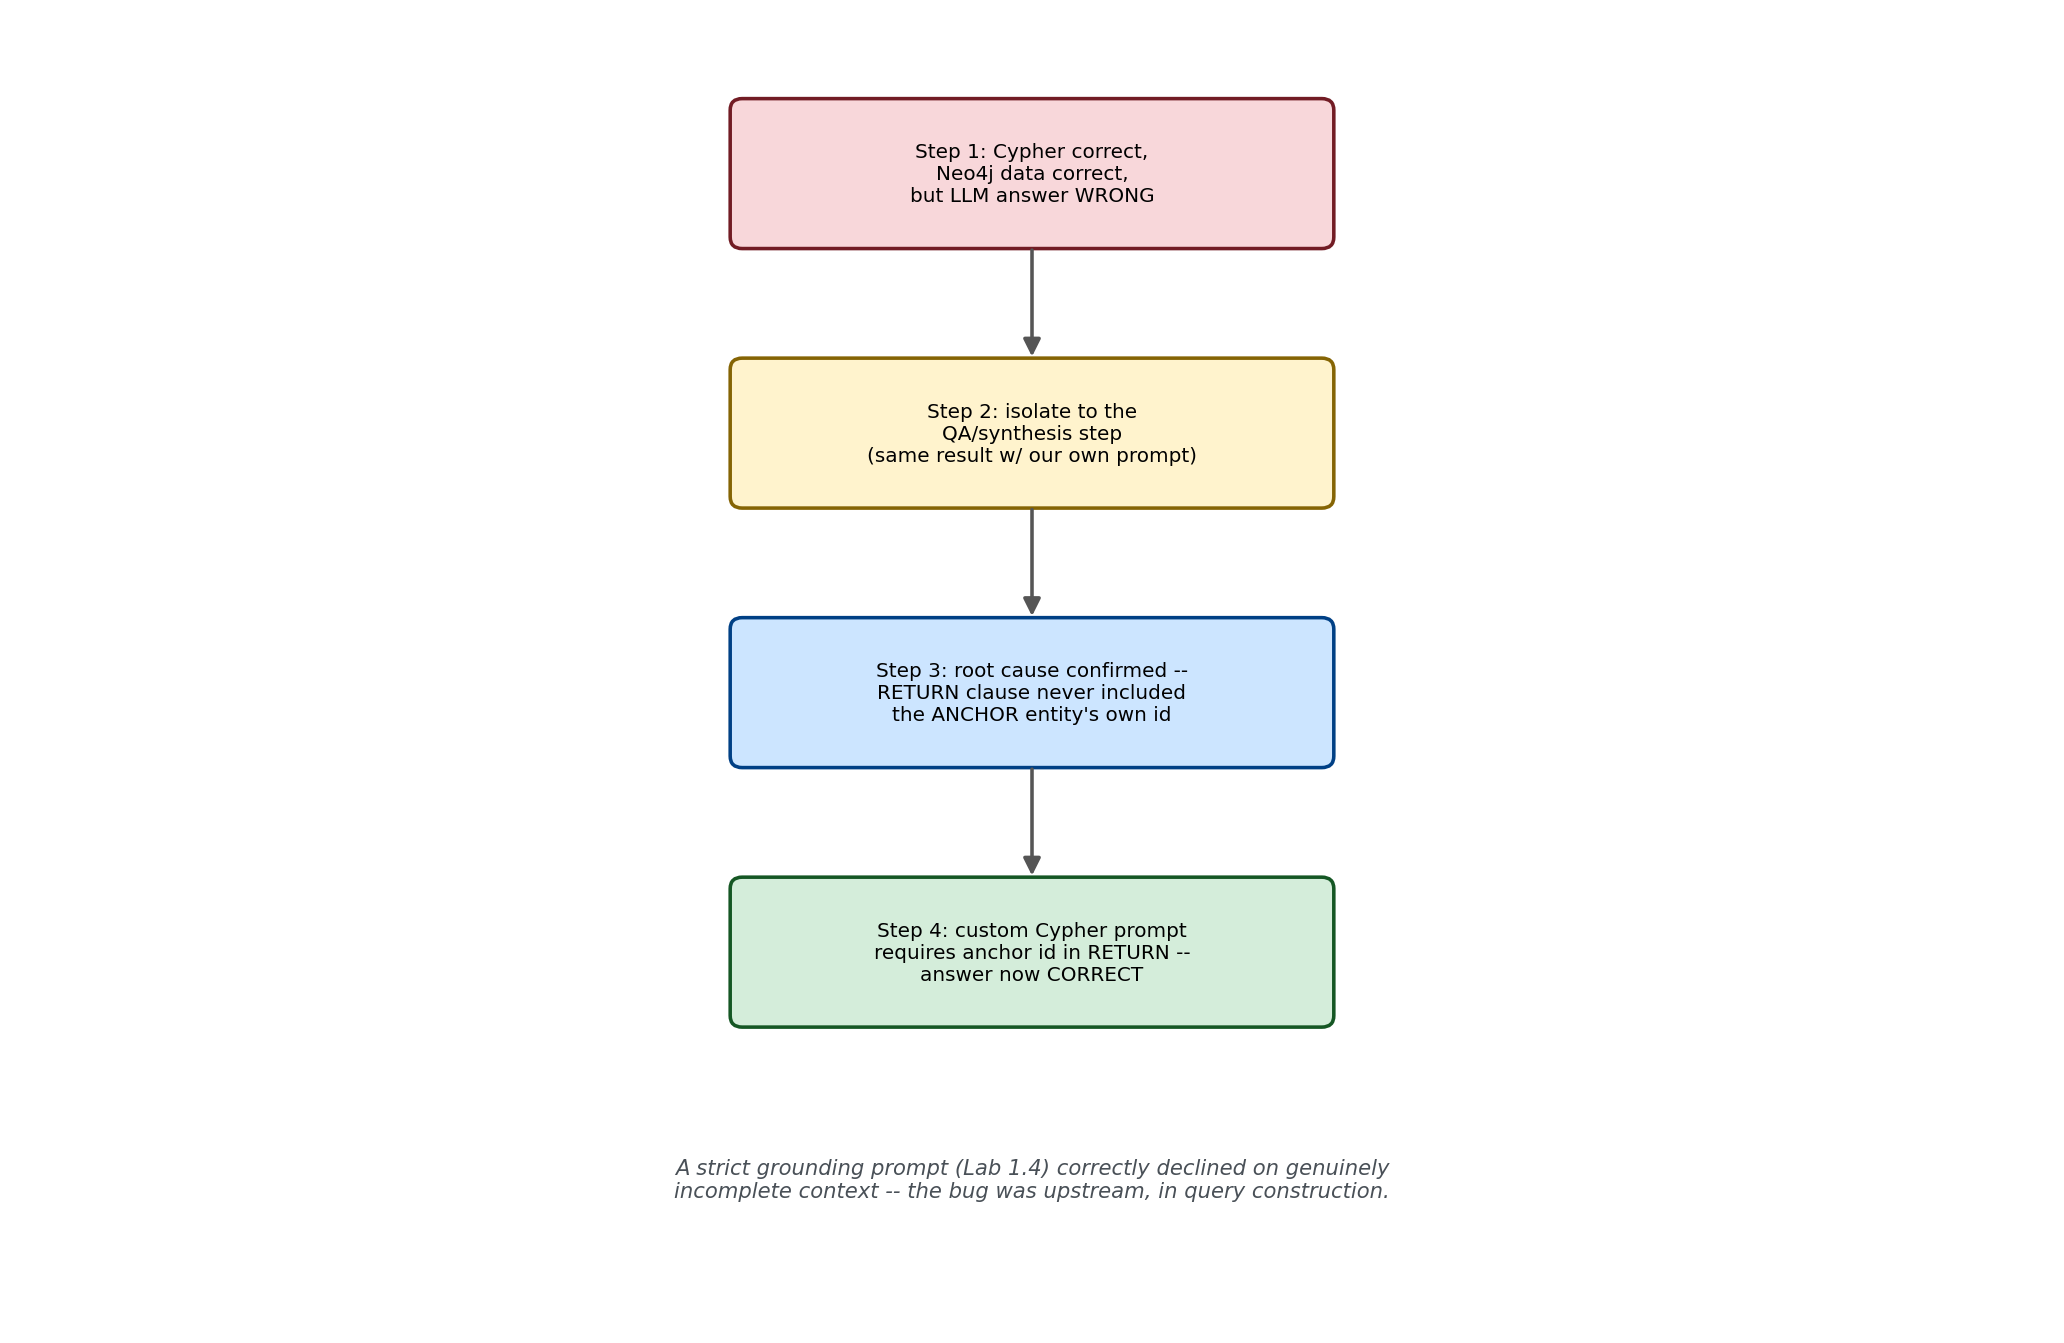 Step 1: Cypher correct,
Neo4j data correct,
but LLM answer WRONG
Step 2: isolate to the
QA/synthesis step
(same result w/ our own prompt)
Step 3: root cause confirmed --
RETURN clause never included
the ANCHOR entity's own id
Step 4: custom Cypher prompt
requires anchor id in RETURN --
answer now CORRECT
A strict grounding prompt (Lab 1.4) correctly declined on genuinely
incomplete context -- the bug was upstream, in query construction.